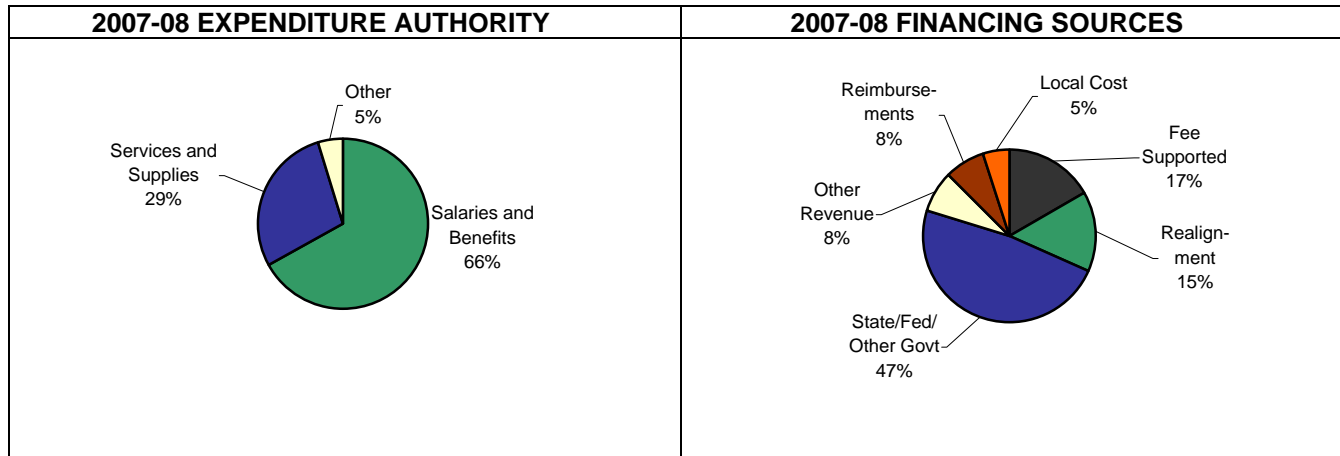 2007-08 EXPENDITURE AUTHORITY
Other
5%
Services and
Supplies
29%
Salaries and
Benefits
66%
2007-08 FINANCING SOURCES
Reimburse-
ments
8%
Local Cost
5%
Fee
Supported
17%
Other
Revenue
8%
Realign-
ment
15%
State/Fed/
Other Govt
47%